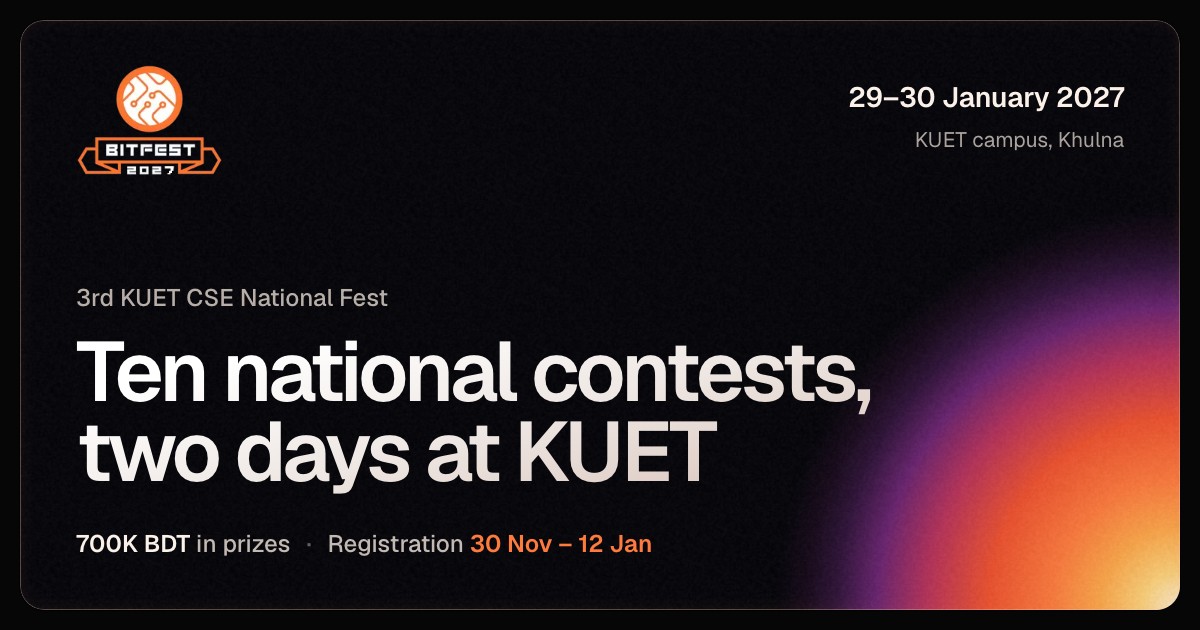 BITFEST
2027
29–30 January 2027
KUET campus, Khulna
3rd KUET CSE National Fest
Ten national contests,
two days at KUET
700K BDT in prizes · Registration 30 Nov – 12 Jan